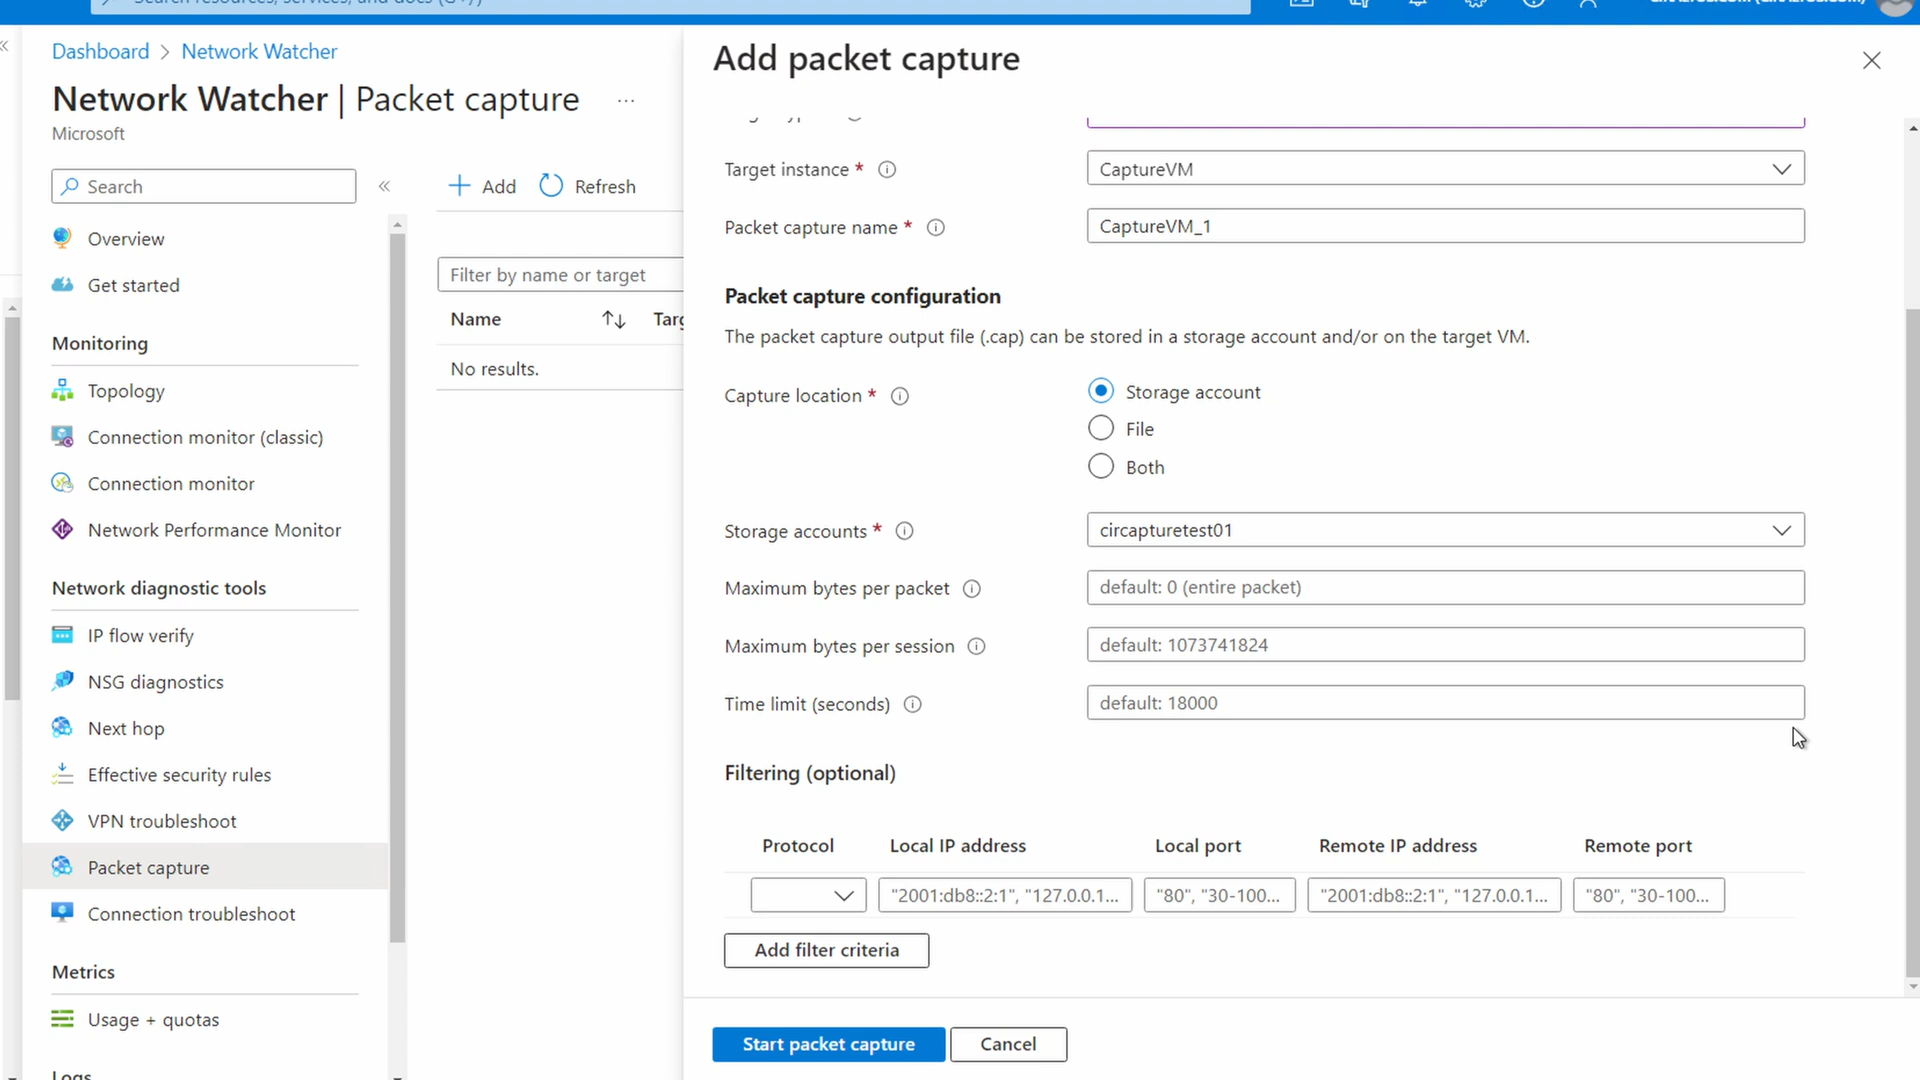 Dashboard > Network Watcher
Network Watcher | Packet capture ...
Microsoft
Search
Add Refresh
Overview
Get started
Monitoring
Topology
Connection monitor (classic)
Connection monitor
Network Performance Monitor
Network diagnostic tools
IP flow verify
NSG diagnostics
Next hop
Effective security rules
VPN troubleshoot
Packet capture
Connection troubleshoot
Metrics
Usage + quotas
Logs
Filter by name or target
Name
No results.
Add packet capture
Target instance * CaptureVM
Packet capture name * CaptureVM_1
Packet capture configuration
The packet capture output file (.cap) can be stored in a storage account and/or on the target VM.
Capture location * Storage account
File
Both
Storage accounts * circapturetest01
Maximum bytes per packet default: 0 (entire packet)
Maximum bytes per session default: 1073741824
Time limit (seconds) default: 18000
Filtering (optional)
Protocol Local IP address Local port Remote IP address Remote port
"2001:db8::2:1", "127.0.0.1... "80", "30-100... "2001:db8::2:1", "127.0.0.1... "80", "30-100...
Add filter criteria
Start packet capture Cancel